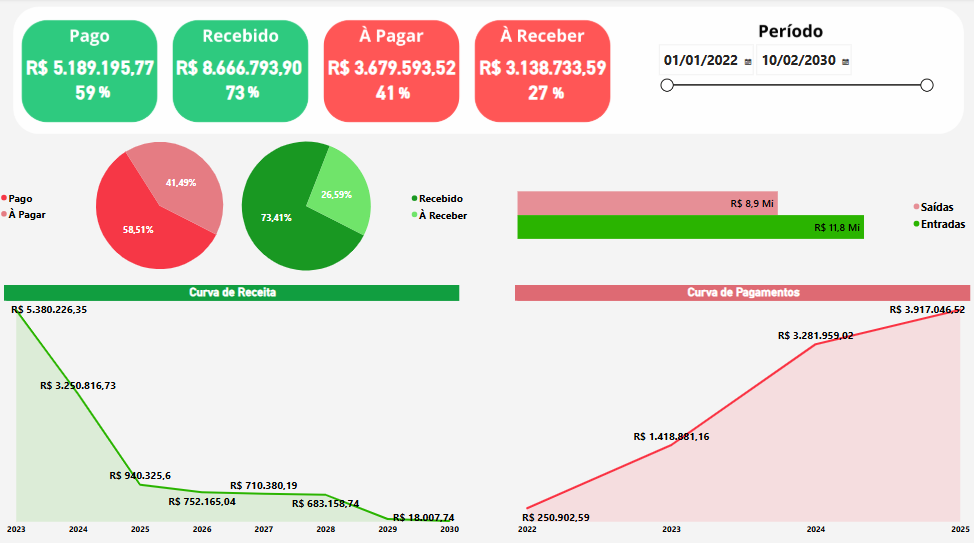 Pago
R$ 5.189.195,77
59 %
Recebido
R$ 8.666.793,90
73 %
À Pagar
R$ 3.679.593,52
41 %
À Receber
R$ 3.138.733,59
27 %
Período
01/01/2022
10/02/2030
Pago
À Pagar
41,49%
58,51%
26,59%
73,41%
Recebido
À Receber
R$ 8,9 Mi
R$ 11,8 Mi
Saídas
Entradas
Curva de Receita
R$ 5.380.226,35
R$ 3.250.816,73
R$ 940.325,6
R$ 752.165,04
R$ 710.380,19
R$ 683.158,74
R$ 18.007,74
2023 2024 2025 2026 2027 2028 2029 2030
Curva de Pagamentos
R$ 3.917.046,52
R$ 3.281.959,02
R$ 1.418.881,16
R$ 250.902,59
2022 2023 2024 2025